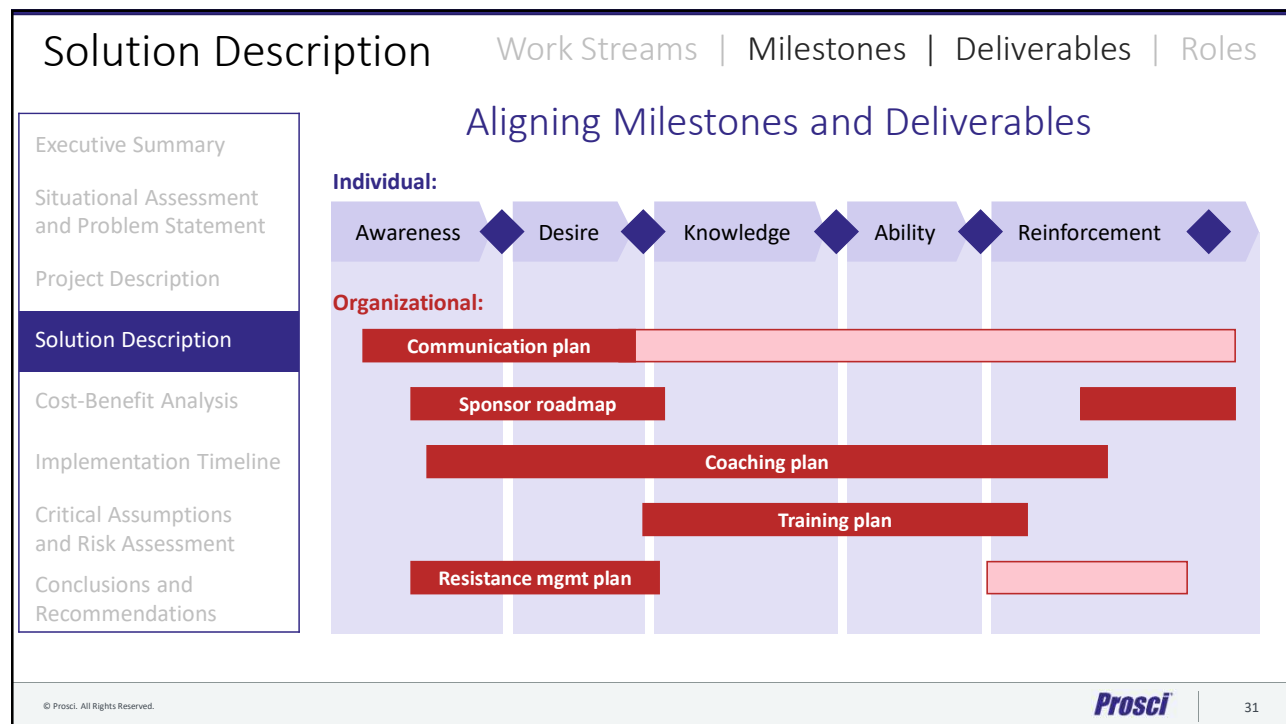 Solution Description
Work Streams | Milestones | Deliverables | Roles
Executive Summary
Situational Assessment
and Problem Statement
Project Description
Solution Description
Cost-Benefit Analysis
Implementation Timeline
Critical Assumptions
and Risk Assessment
Conclusions and
Recommendations
Aligning Milestones and Deliverables
Individual:
Awareness
Desire
Knowledge
Ability
Reinforcement
Organizational:
Communication plan
Sponsor roadmap
Coaching plan
Training plan
Resistance mgmt plan
© Prosci. All Rights Reserved.
Prosci
31